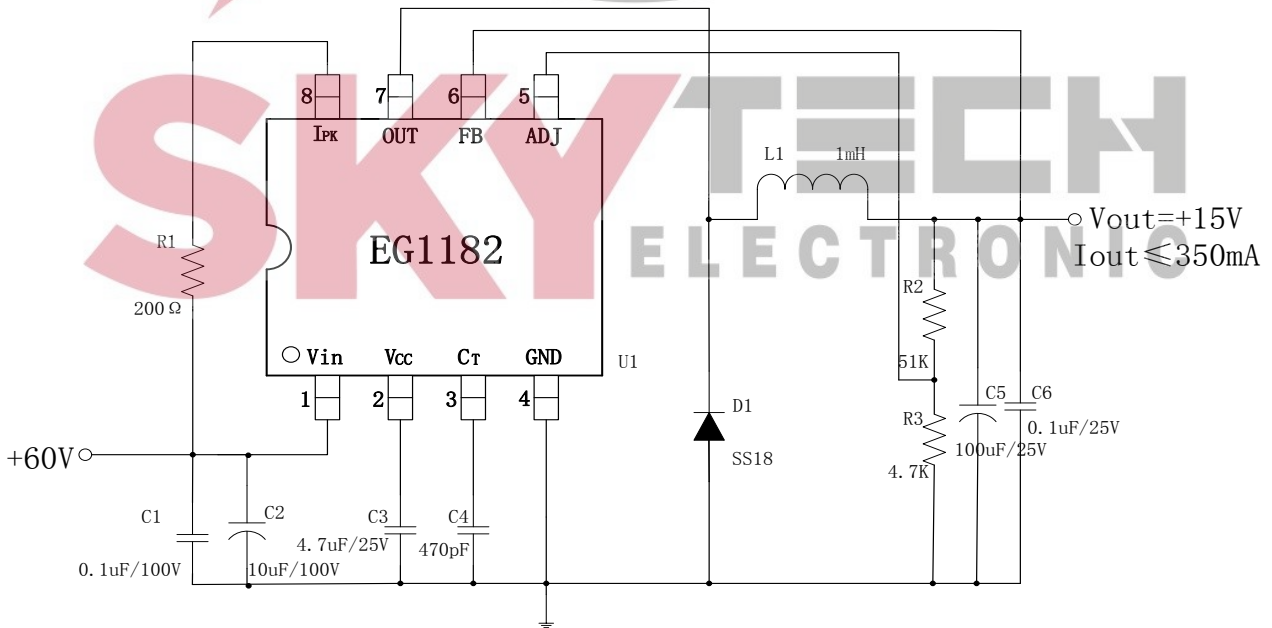 8
7
6
5
IPK
OUT
FB
ADJ
SKYTECH
ELECTRONIC
L1
1mH
Vout=+15V
Iout≤350mA
R1
200Ω
EG1182
R2
51K
Vin
VCC
CT
GND
U1
1
2
3
4
D1
SS18
R3
4.7K
C5
100uF/25V
C6
0.1uF/25V
+60V
C1
0.1uF/100V
C2
10uF/100V
C3
4.7uF/25V
C4
470pF